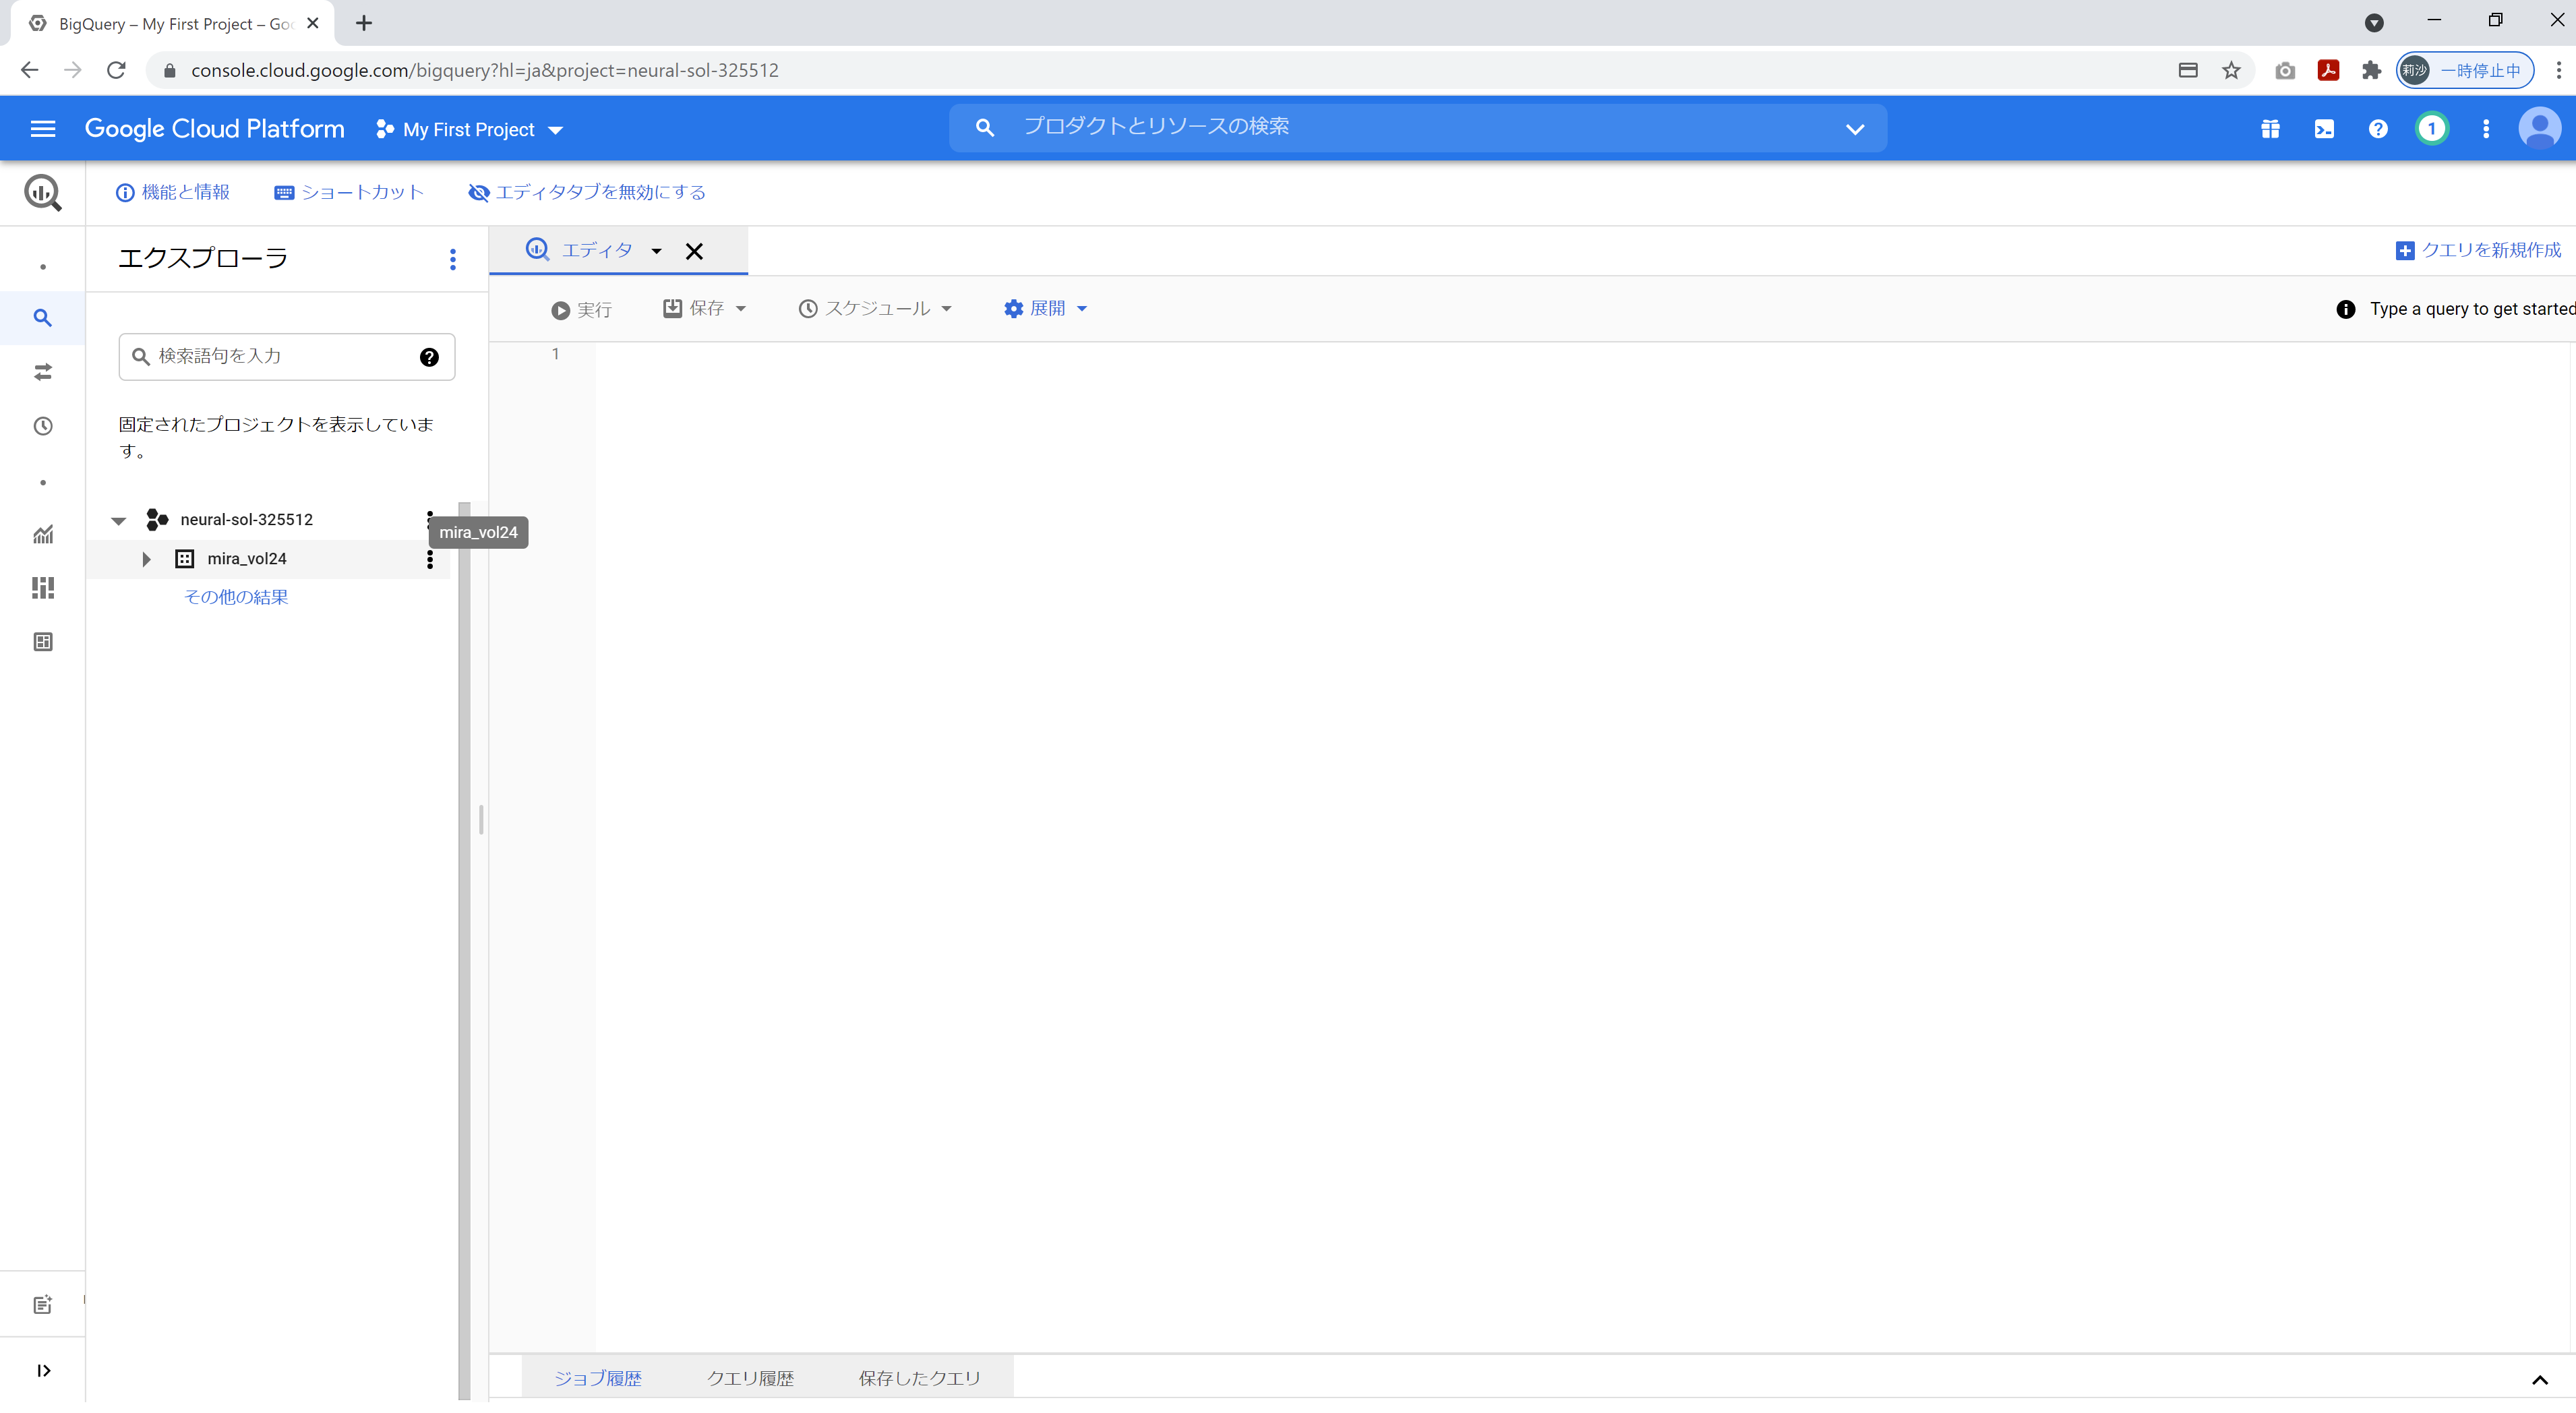 BigQuery – My First Project – Goo
console.cloud.google.com/bigquery?hl=ja&project=neural-sol-325512
莉沙 一時停止中
Google Cloud Platform
My First Project
プロダクトとリソースの検索
1
機能と情報
ショートカット
エディタタブを無効にする
エクスプローラ
エディタ
クエリを新規作成
実行
保存
スケジュール
展開
Type a query to get started
検索語句を入力
1
固定されたプロジェクトを表示していま
す。
neural-sol-325512
mira_vol24
mira_vol24
その他の結果
ジョブ履歴
クエリ履歴
保存したクエリ